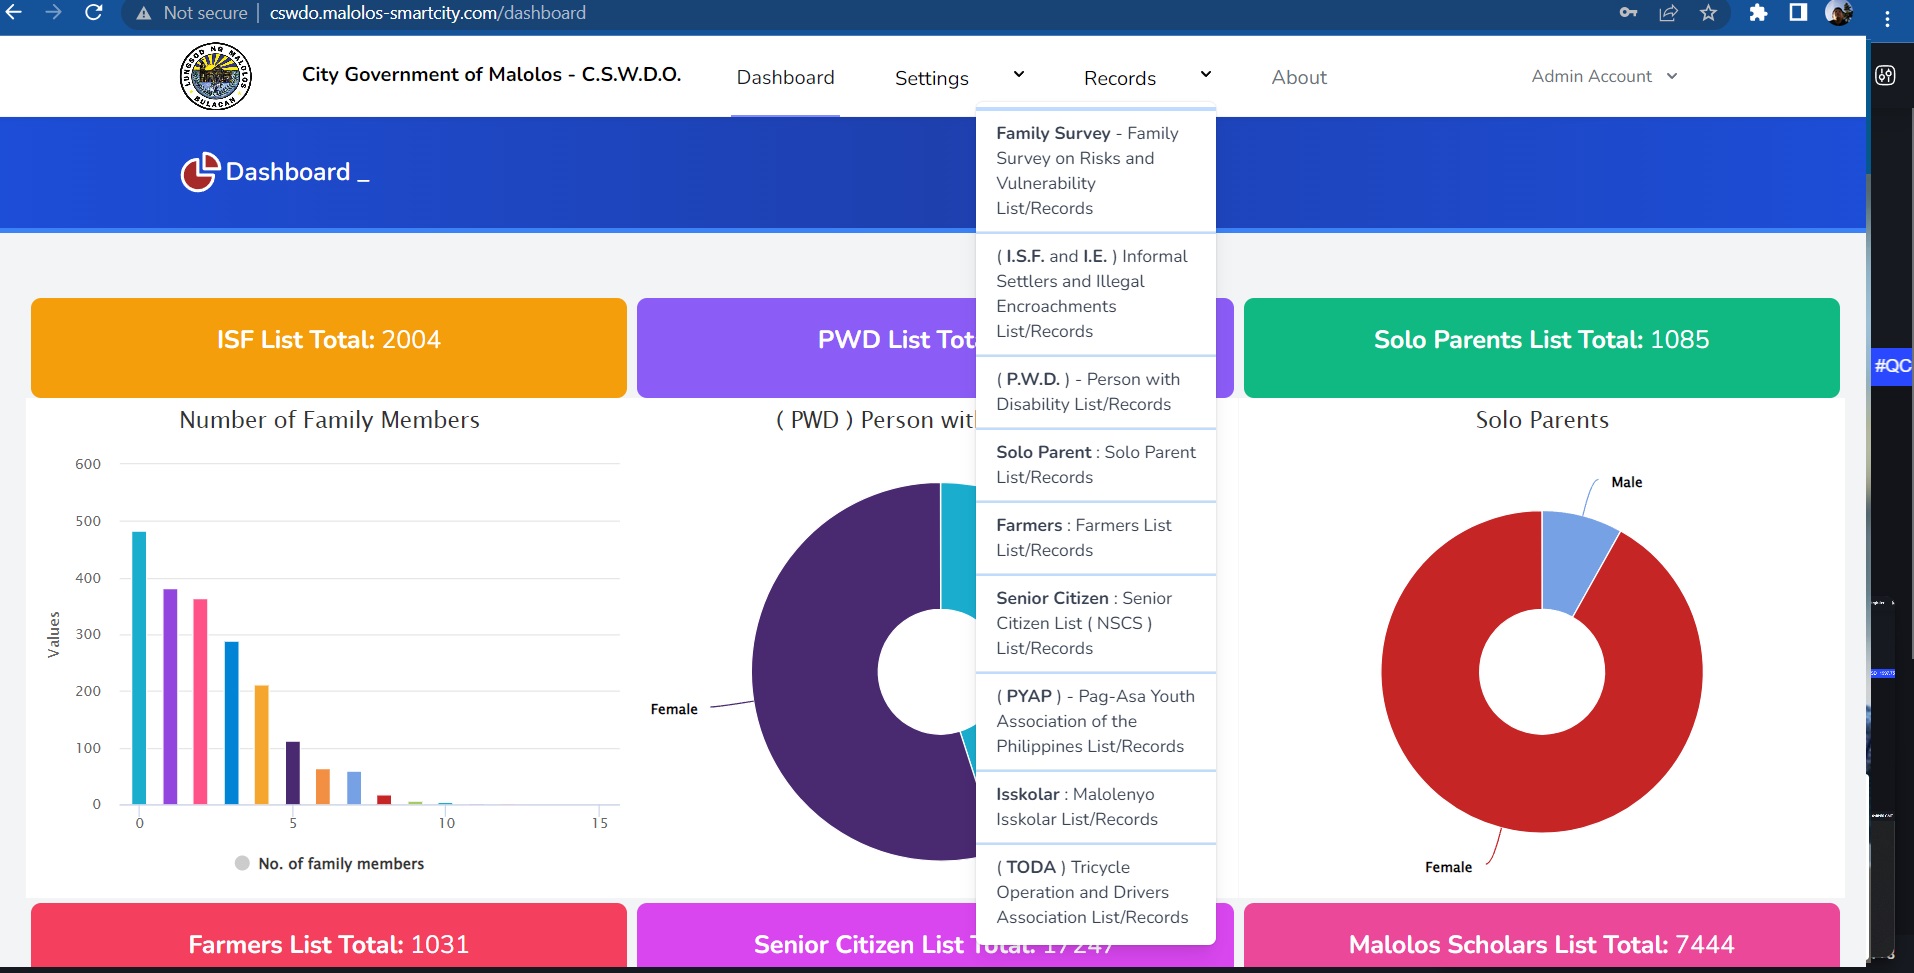 Not secure | cswdo.malolos-smartcity.com/dashboard
LUNGSOD NG MALOLOS
BULACAN
City Government of Malolos - C.S.W.D.O.
Dashboard
Settings
Records
About
Admin Account
Dashboard _
Family Survey - Family
Survey on Risks and
Vulnerability
List/Records
( I.S.F. and I.E. ) Informal
Settlers and Illegal
Encroachments
List/Records
( P.W.D. ) - Person with
Disability List/Records
Solo Parent : Solo Parent
List/Records
Farmers : Farmers List
List/Records
Senior Citizen : Senior
Citizen List ( NSCS )
List/Records
( PYAP ) - Pag-Asa Youth
Association of the
Philippines List/Records
Isskolar : Malolenyo
Isskolar List/Records
( TODA ) Tricycle
Operation and Drivers
Association List/Records
ISF List Total: 2004
PWD List
Solo Parents List Total: 1085
Number of Family Members
600
500
400
300
200
100
0
Values
0
5
10
15
No. of family members
( PWD ) Person
Female
Solo Parents
Male
Female
#QC
Farmers List Total: 1031
Senior Citizen List Total: 17247
Malolos Scholars List Total: 7444